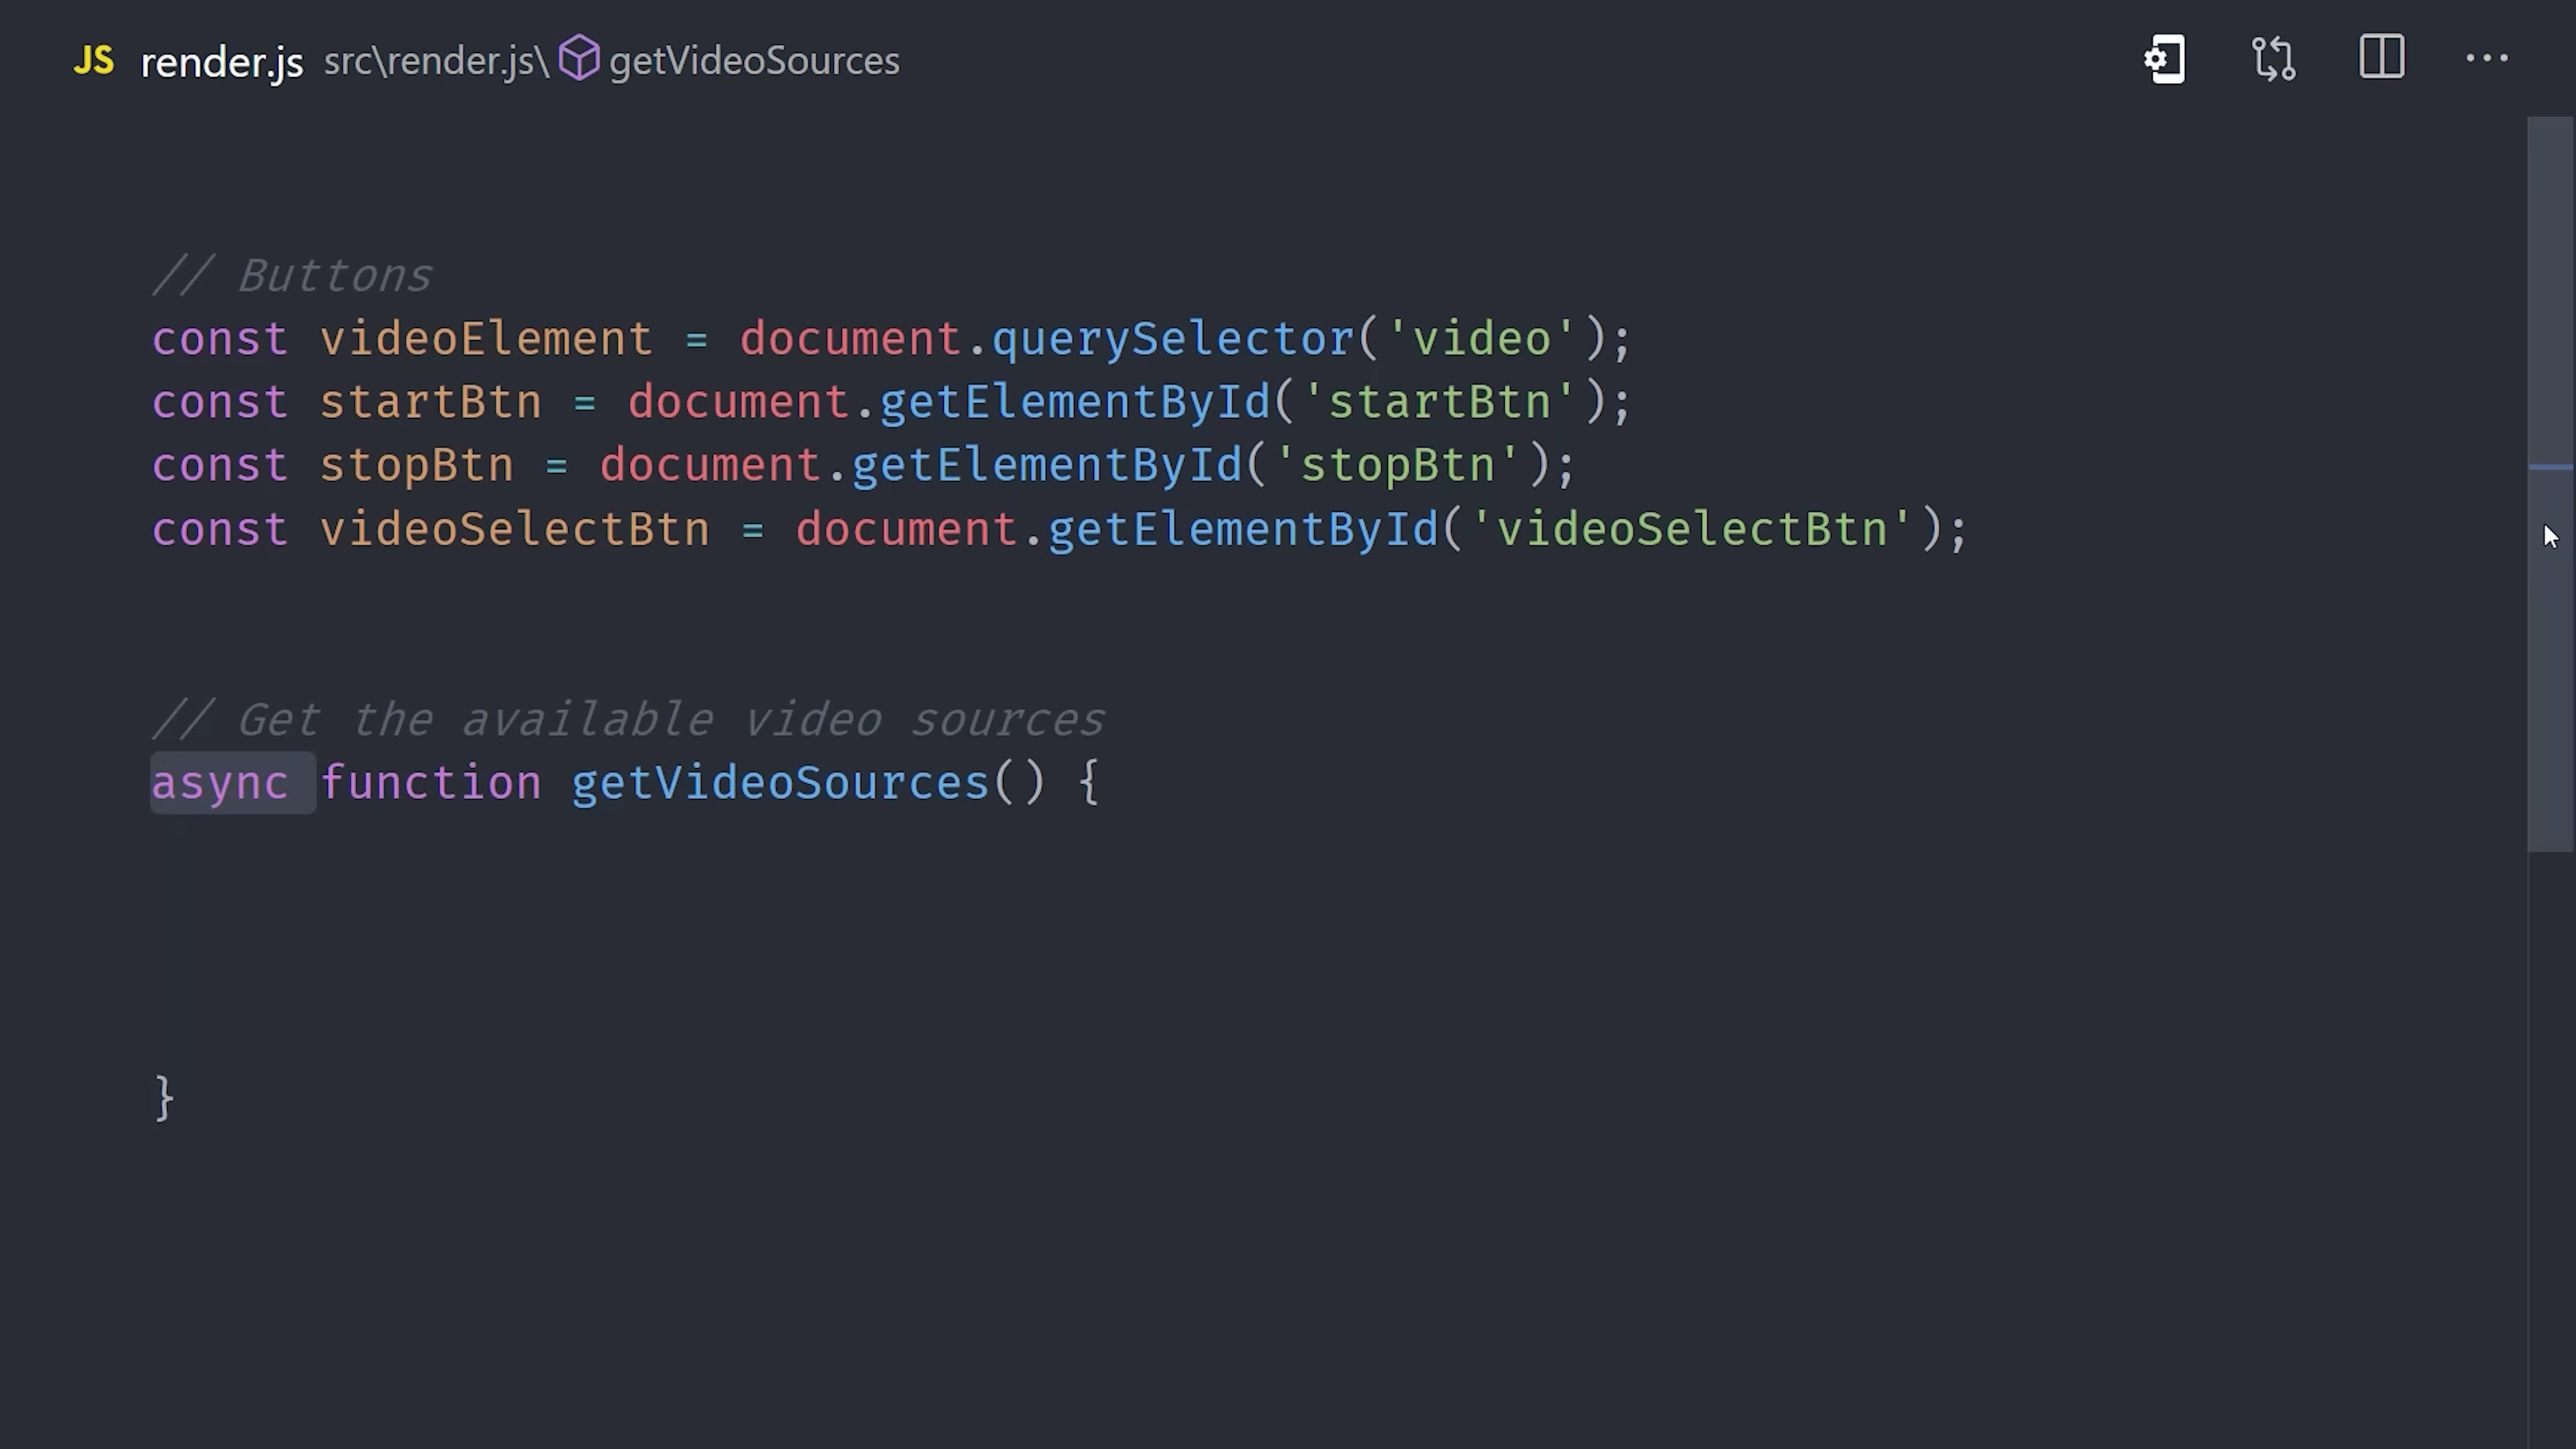 JS render.js src\render.js\ getVideoSources
// Buttons
const videoElement = document.querySelector('video');
const startBtn = document.getElementById('startBtn');
const stopBtn = document.getElementById('stopBtn');
const videoSelectBtn = document.getElementById('videoSelectBtn');
// Get the available video sources
async function getVideoSources() {
}